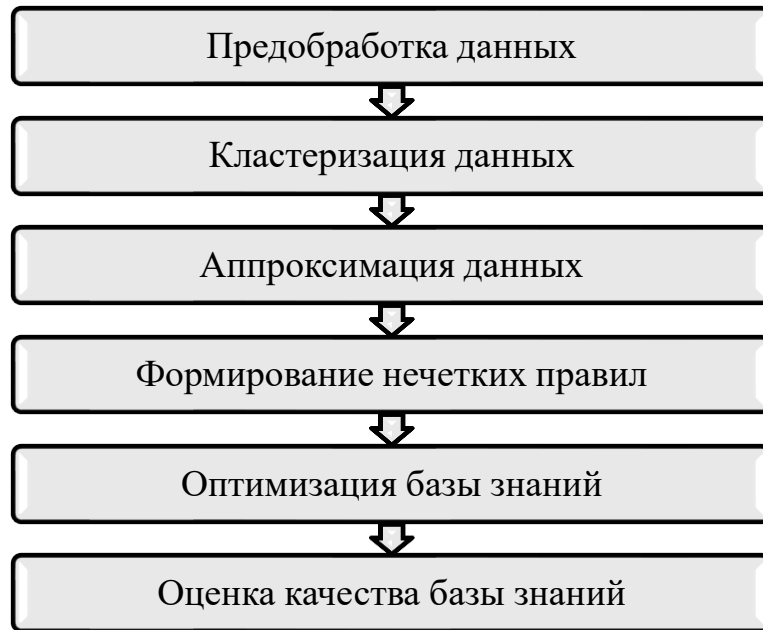 Предобработка данных
Кластеризация данных
Аппроксимация данных
Формирование нечетких правил
Оптимизация базы знаний
Оценка качества базы знаний